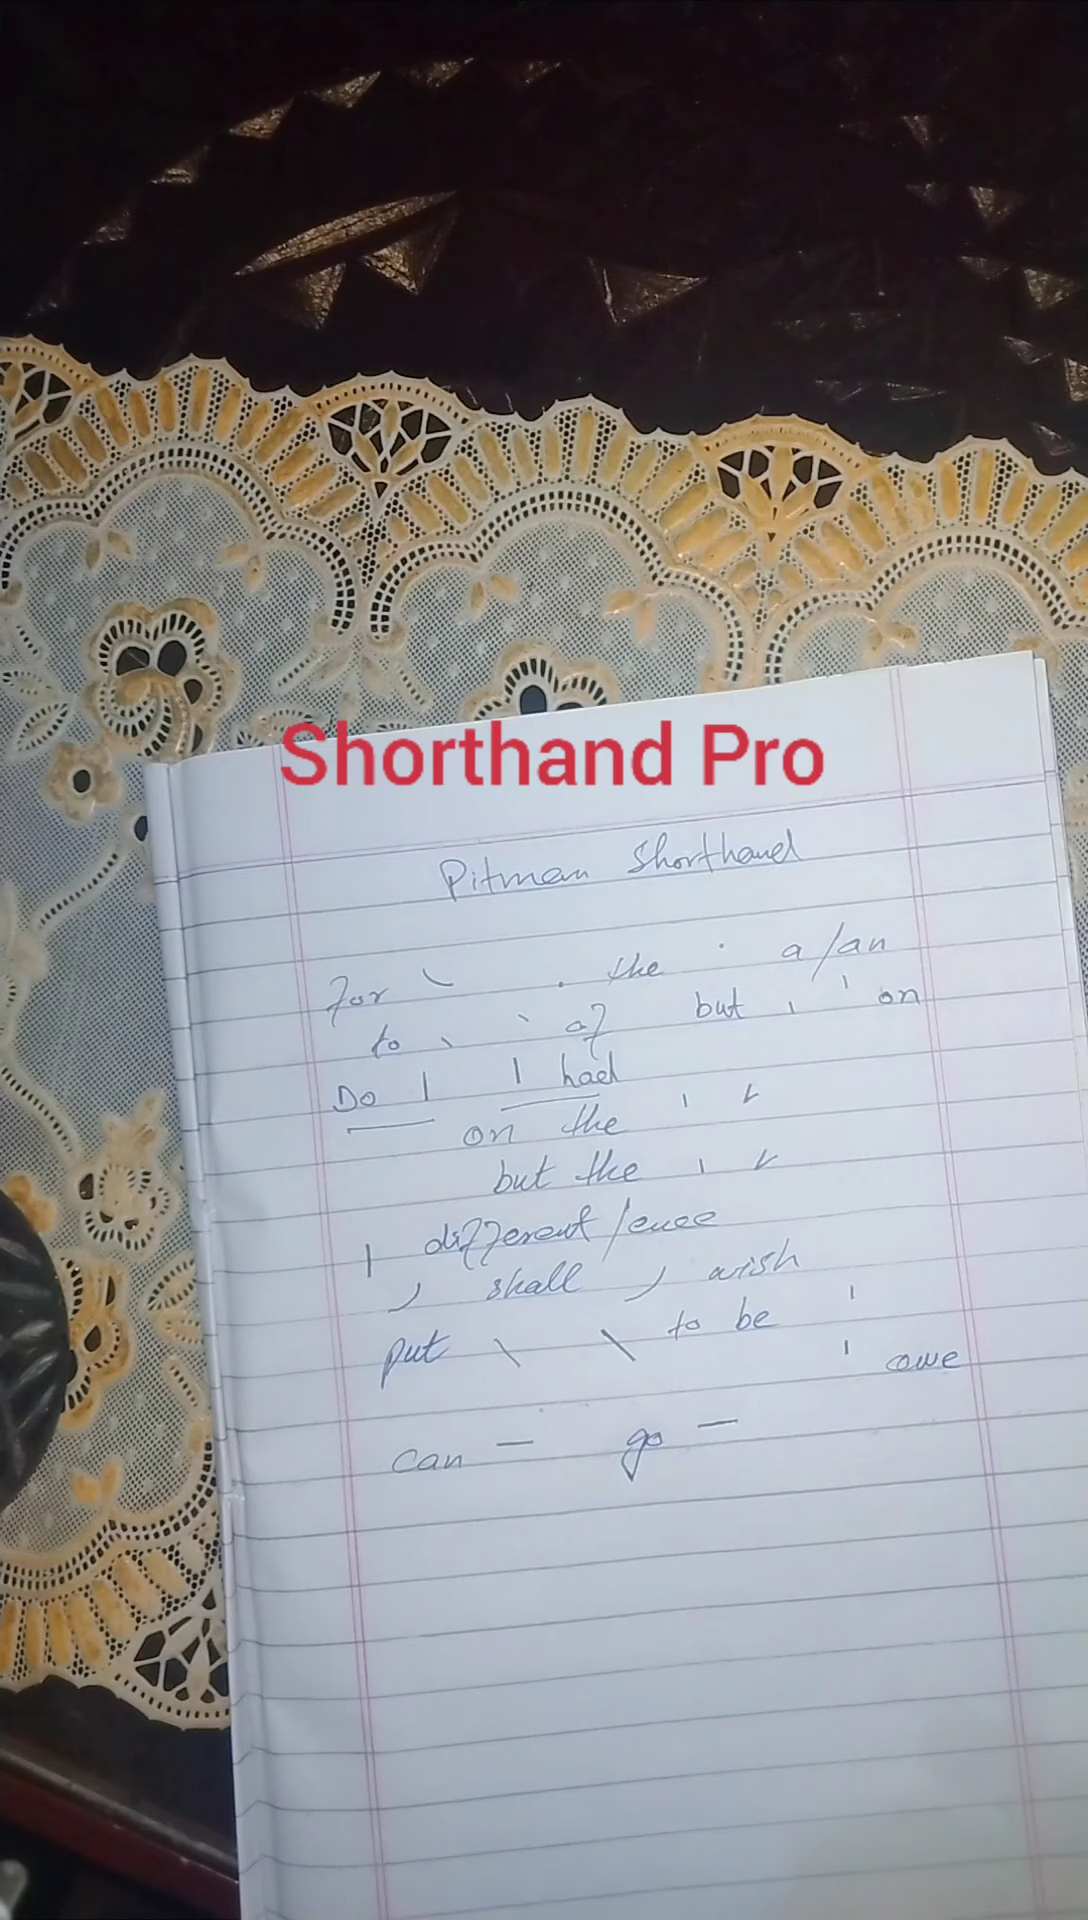 Shorthand Pro
Pitman Shorthand
For \ . the . a/an
to \ \ of but ı ı on
Do | | had
on the ı
but the ı
| different/ence
) shall ) wish
put \ \ to be ı
ı owe
can — go —